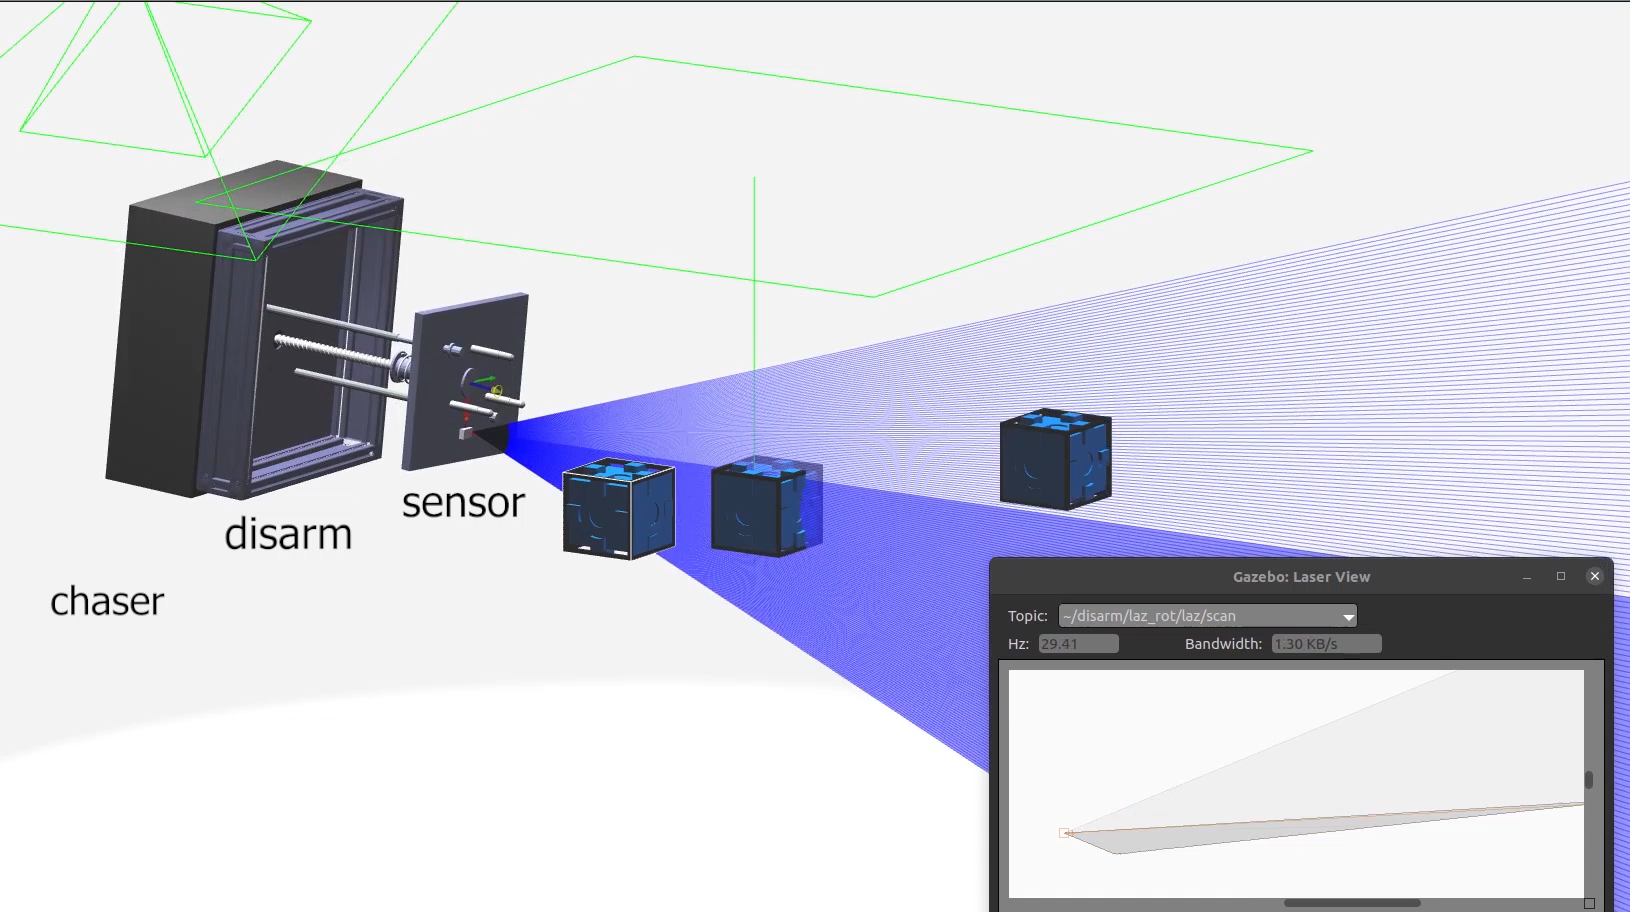 sensor
disarm
chaser
Gazebo: Laser View
Topic: ~/disarm/laz_rot/laz/scan
Hz: 29.41 Bandwidth: 1.30 KB/s